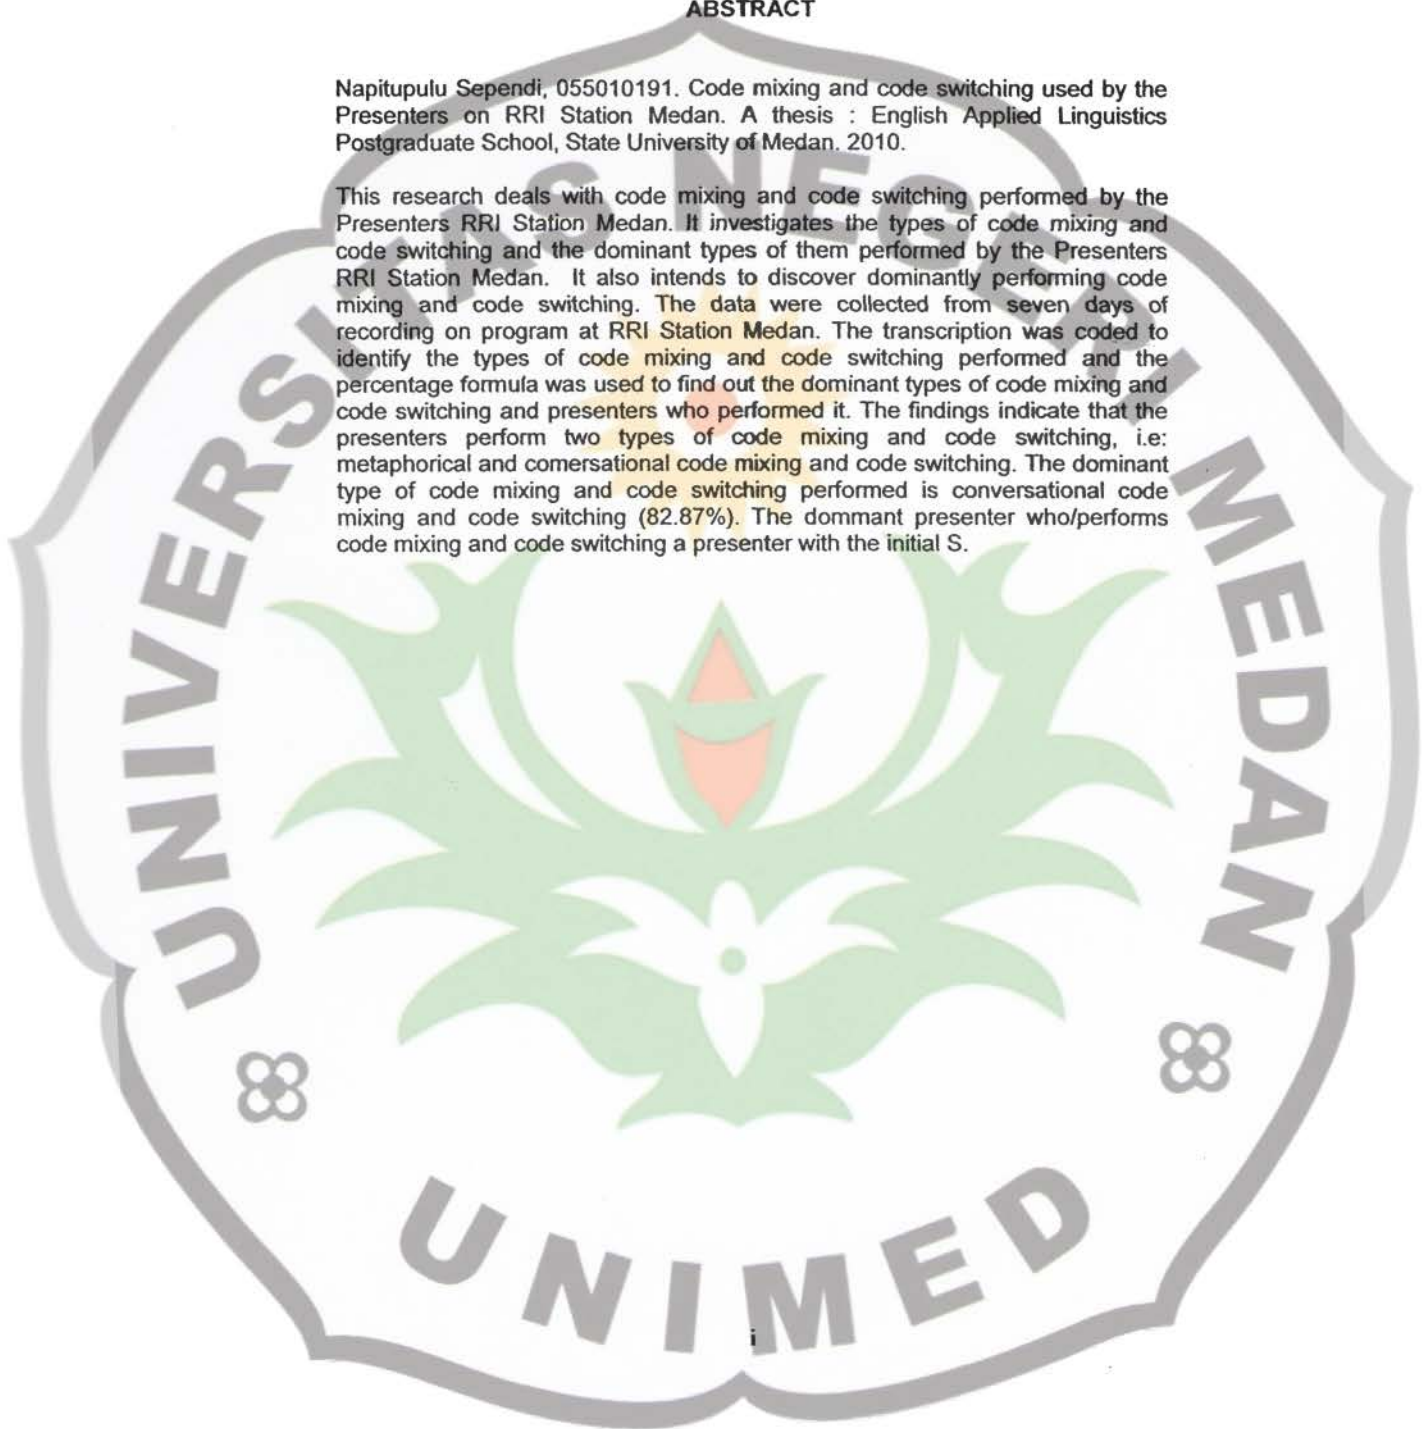 ABSTRACT
Napitupulu Sependi, 055010191. Code mixing and code switching used by the
Presenters on RRI Station Medan. A thesis : English Applied Linguistics
Postgraduate School, State University of Medan. 2010.
This research deals with code mixing and code switching performed by the
Presenters RRI Station Medan. It investigates the types of code mixing and
code switching and the dominant types of them performed by the Presenters
RRI Station Medan. It also intends to discover dominantly performing code
mixing and code switching. The data were collected from seven days of
recording on program at RRI Station Medan. The transcription was coded to
identify the types of code mixing and code switching performed and the
percentage formula was used to find out the dominant types of code mixing and
code switching and presenters who performed it. The findings indicate that the
presenters perform two types of code mixing and code switching, i.e:
metaphorical and comersational code mixing and code switching. The dominant
type of code mixing and code switching performed is conversational code
mixing and code switching (82.87%). The dommant presenter who/performs
code mixing and code switching a presenter with the initial S.
UNIVERSITAS NEGERI MEDAN
UNIMED
i